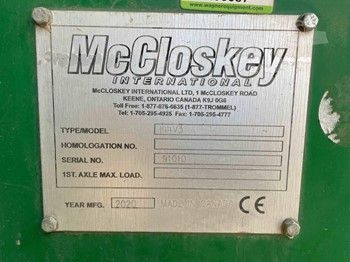 www.wagnerequipment.com
McCloskey
INTERNATIONAL
McCLOSKEY INTERNATIONAL LTD, 1 McCLOSKEY ROAD
KEENE, ONTARIO CANADA K9J 0G6
Toll Free: 1-877-876-6635 (1-877-TROMMEL)
Tel: 1-705-295-4925 Fax: 1-705-295-4777
TYPE/MODEL
HOMOLOGATION NO.
SERIAL NO. 91010
1ST. AXLE MAX. LOAD.
YEAR MFG. 2020 MADE IN CANADA